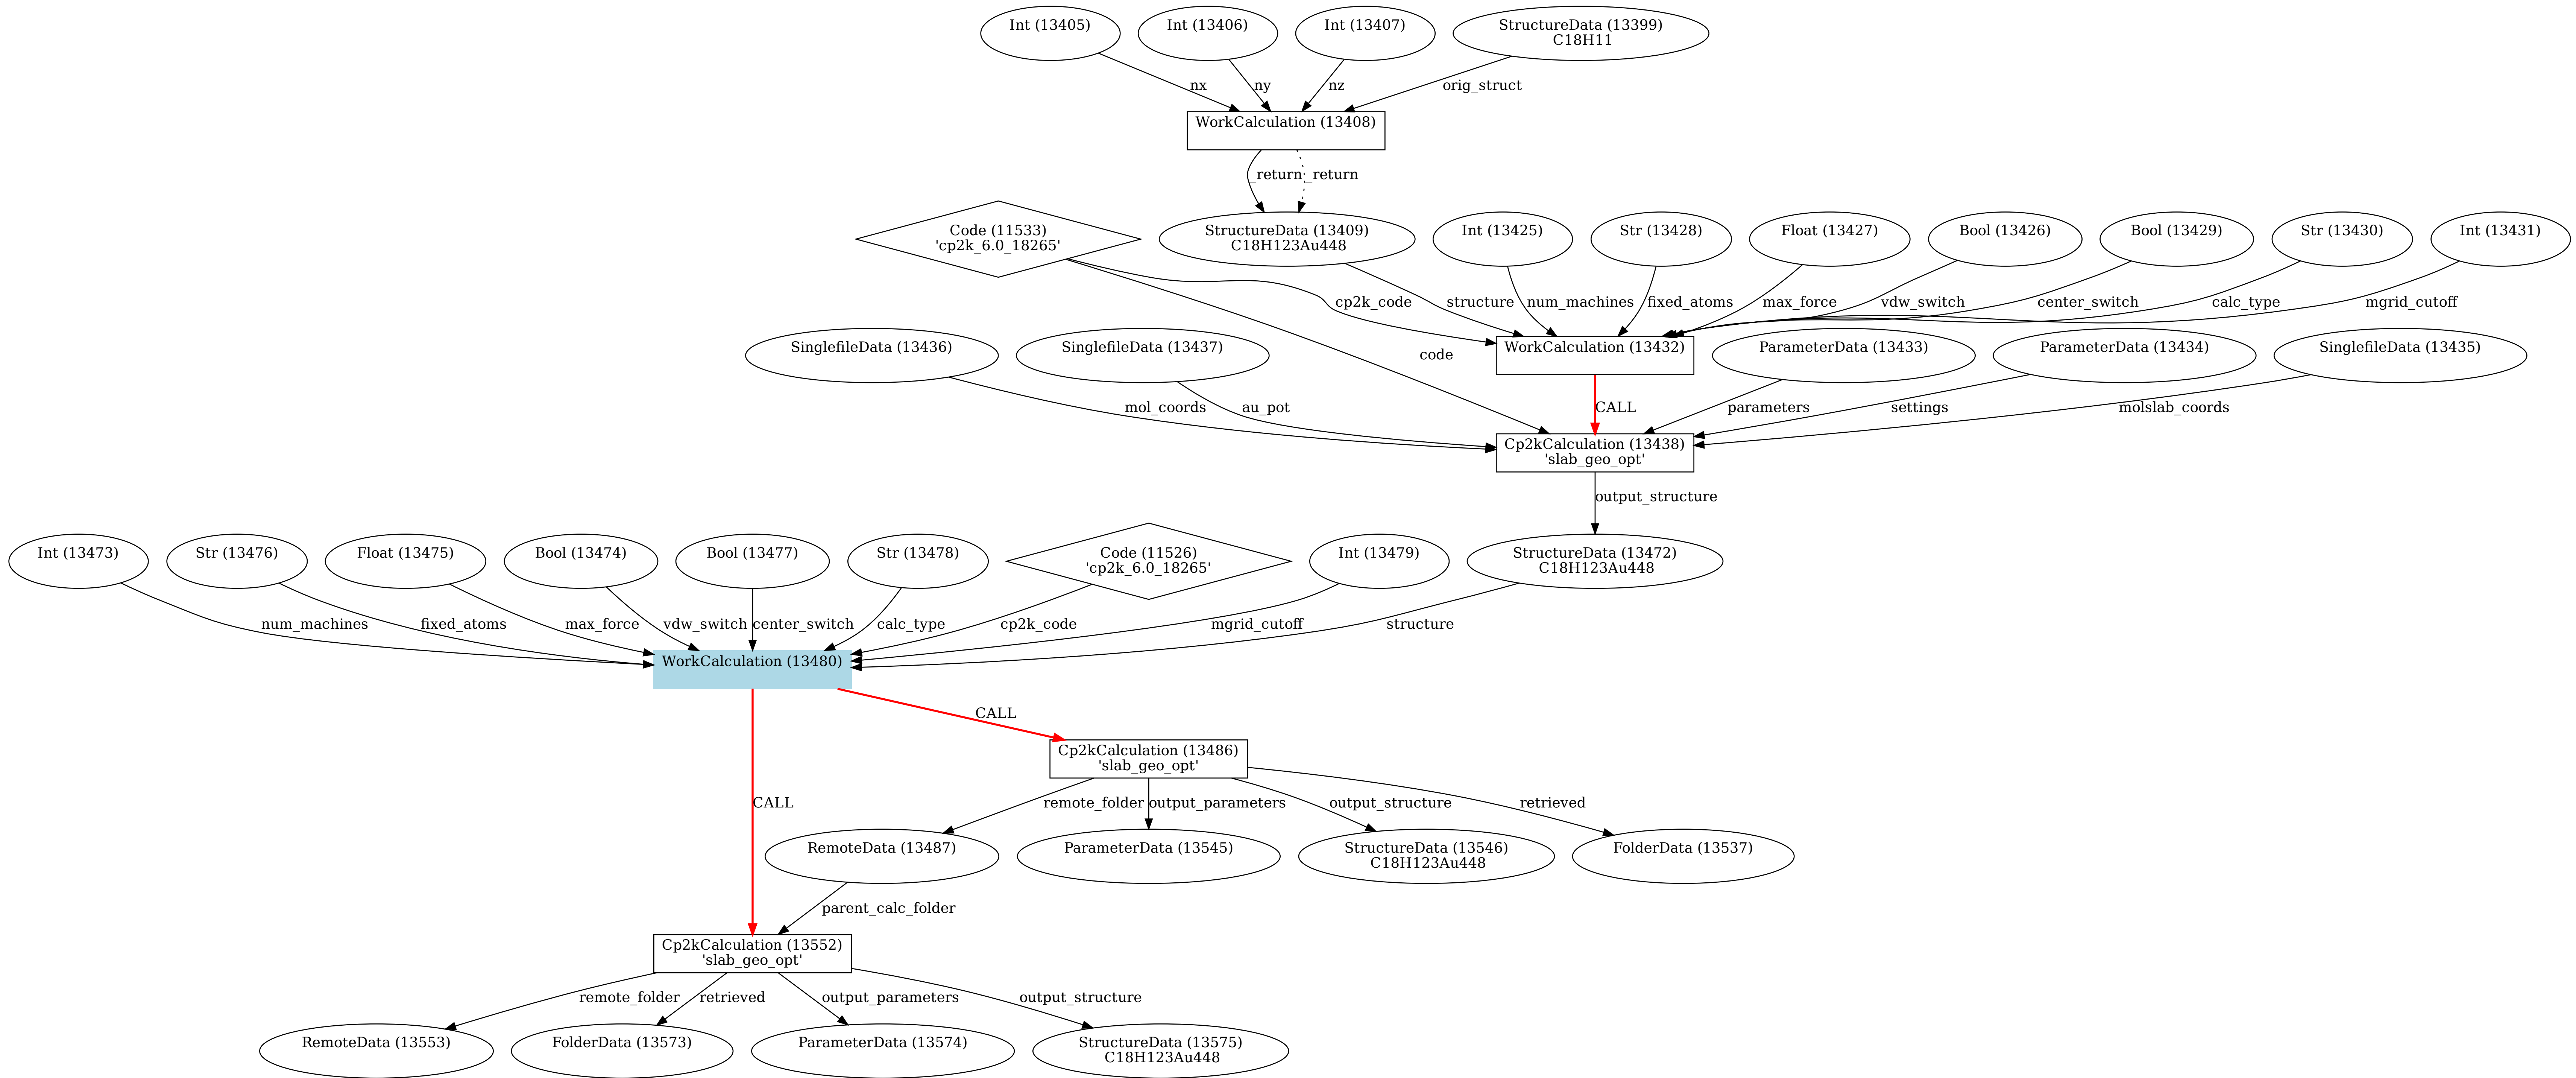 Int (13405)
Int (13406)
Int (13407)
StructureData (13399)
C18H11
nx
ny
nz
orig_struct
WorkCalculation (13408)
_return
_return
Code (11533)
'cp2k_6.0_18265'
StructureData (13409)
C18H123Au448
Int (13425)
Str (13428)
Float (13427)
Bool (13426)
Bool (13429)
Str (13430)
Int (13431)
cp2k_code
structure
num_machines
fixed_atoms
max_force
vdw_switch
center_switch
calc_type
mgrid_cutoff
SinglefileData (13436)
SinglefileData (13437)
code
WorkCalculation (13432)
ParameterData (13433)
ParameterData (13434)
SinglefileData (13435)
mol_coords
au_pot
CALL
parameters
settings
molslab_coords
Cp2kCalculation (13438)
'slab_geo_opt'
output_structure
Int (13473)
Str (13476)
Float (13475)
Bool (13474)
Bool (13477)
Str (13478)
Code (11526)
'cp2k_6.0_18265'
Int (13479)
StructureData (13472)
C18H123Au448
num_machines
fixed_atoms
max_force
vdw_switch
center_switch
calc_type
cp2k_code
mgrid_cutoff
structure
WorkCalculation (13480)
CALL
Cp2kCalculation (13486)
'slab_geo_opt'
CALL
remote_folder
output_parameters
output_structure
retrieved
RemoteData (13487)
ParameterData (13545)
StructureData (13546)
C18H123Au448
FolderData (13537)
parent_calc_folder
Cp2kCalculation (13552)
'slab_geo_opt'
remote_folder
retrieved
output_parameters
output_structure
RemoteData (13553)
FolderData (13573)
ParameterData (13574)
StructureData (13575)
C18H123Au448